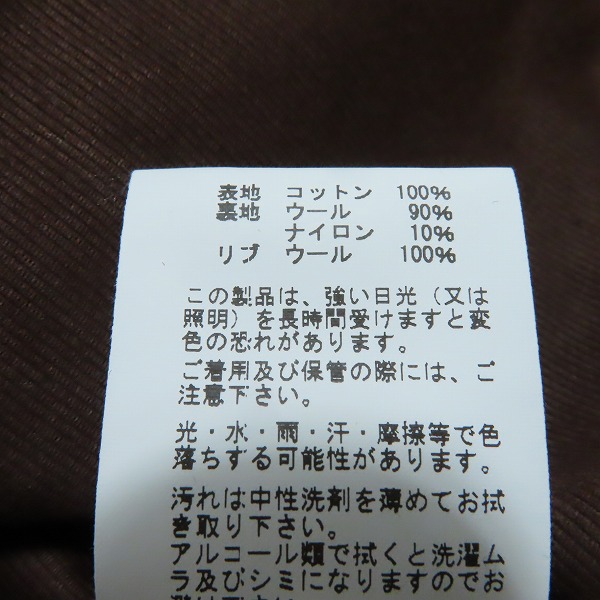 表地 コットン 100%
裏地 ウール 90%
ナイロン 10%
リブ ウール 100%
この製品は、強い日光(又は
照明)を長時間受けますと変
色の恐れがあります。
ご着用及び保管の際には、ご
注意下さい。
光・水・雨・汗・摩擦等で色
落ちする可能性があります。
汚れは中性洗剤を薄めてお拭
き取り下さい。
アルコール類で拭くと洗濯ム
ラ及びシミになりますのでお